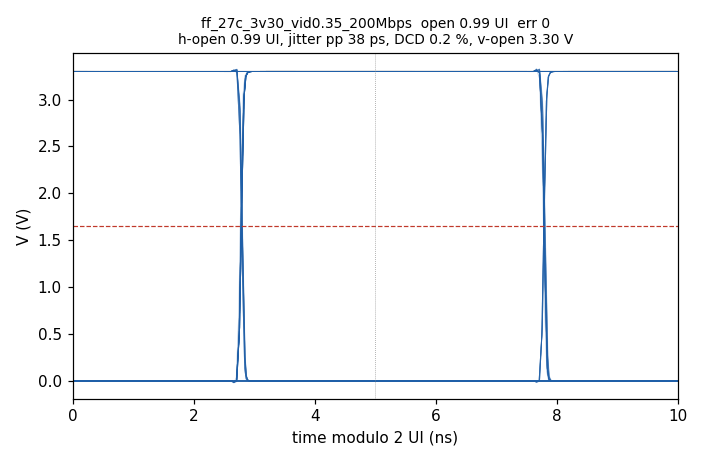 ff_27c_3v30_vid0.35_200Mbps  open 0.99 UI  err 0
h-open 0.99 UI, jitter pp 38 ps, DCD 0.2 %, v-open 3.30 V
V (V)
3.0
2.5
2.0
1.5
1.0
0.5
0.0
0 2 4 6 8 10
time modulo 2 UI (ns)